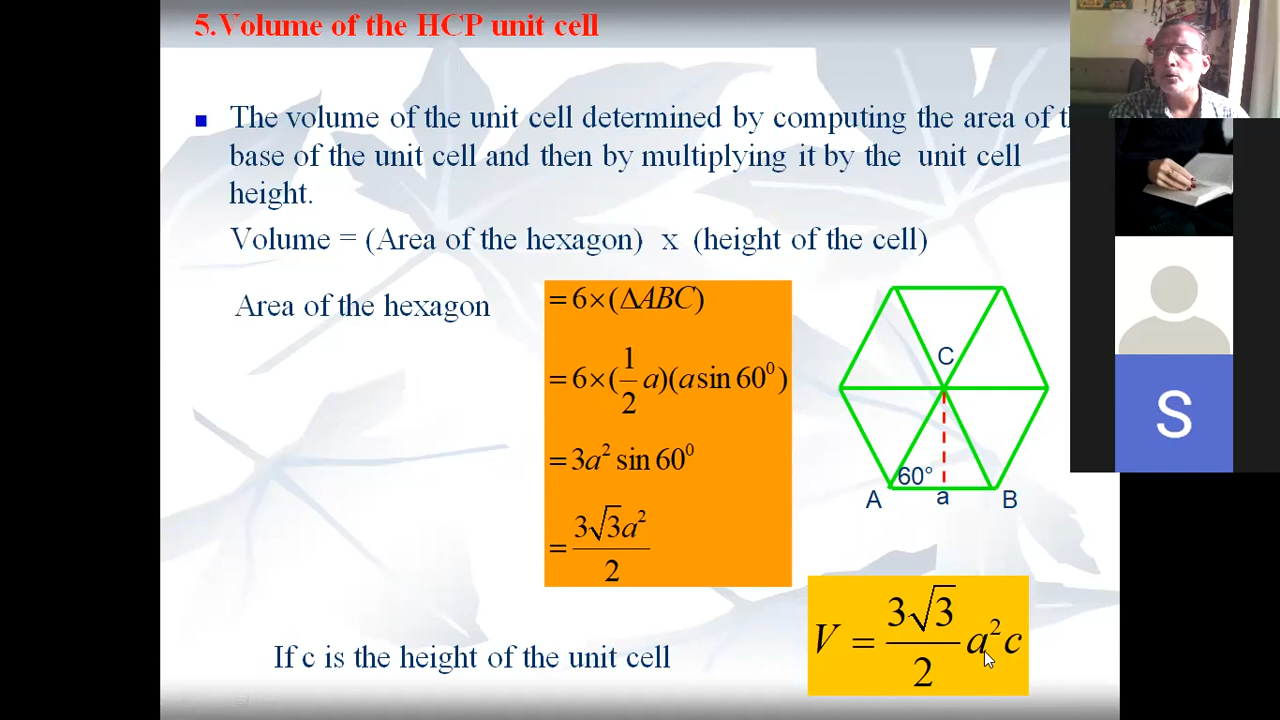 5.Volume of the HCP unit cell
The volume of the unit cell determined by computing the area of
base of the unit cell and then by multiplying it by the unit cell
height.
Volume = (Area of the hexagon) x (height of the cell)
Area of the hexagon
= 6×(ΔABC)
= 6×(1/2 a)(a sin 60⁰)
= 3a² sin 60⁰
= 3√3a²/2
C
60°
A a B
If c is the height of the unit cell
V = 3√3/2 a²c
S